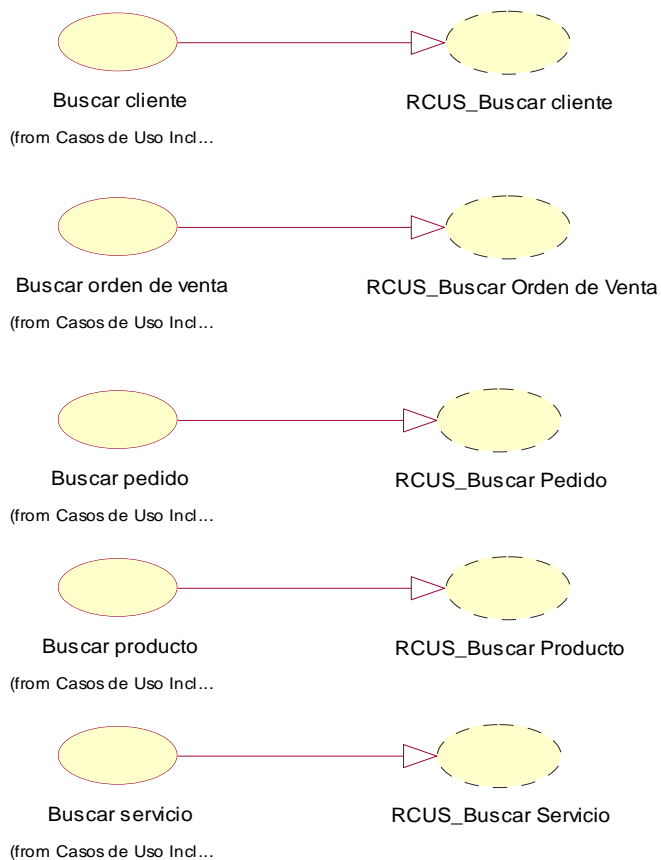 Buscar cliente
RCUS_Buscar cliente
(from Casos de Uso Incl...
Buscar orden de venta
RCUS_Buscar Orden de Venta
(from Casos de Uso Incl...
Buscar pedido
RCUS_Buscar Pedido
(from Casos de Uso Incl...
Buscar producto
RCUS_Buscar Producto
(from Casos de Uso Incl...
Buscar servicio
RCUS_Buscar Servicio
(from Casos de Uso Incl...